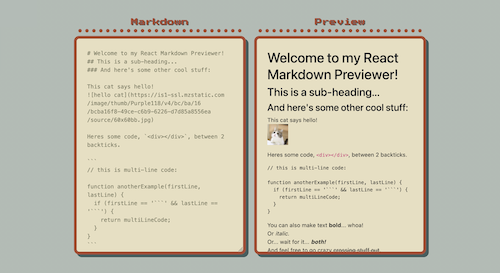 Markdown
# Welcome to my React Markdown Previewer!
## This is a sub-heading...
### And here's some other cool stuff:
This cat says hello!
![hello cat](https://is1-ssl.mzstatic.com
/image/thumb/Purple118/v4/bc/ba/16
/source/60x60bb.jpg)
Heres some code, `<div></div>`, between 2
backticks.
```
// this is multi-line code:
function anotherExample(firstLine,
lastLine) {
if (firstLine == '```' && lastLine ==
'```') {
return multiLineCode;
}
}
```
Preview
Welcome to my React
Markdown Previewer!
This is a sub-heading...
And here's some other cool stuff:
This cat says hello!
Heres some code, <div></div>, between 2 backticks.
// this is multi-line code:
function anotherExample(firstLine, lastLine) {
if (firstLine == '```' && lastLine == '```') {
return multiLineCode;
}
}
You can also make text bold... whoa!
Or italic.
Or... wait for it... both!
And feel free to go crazy crossing stuff out.